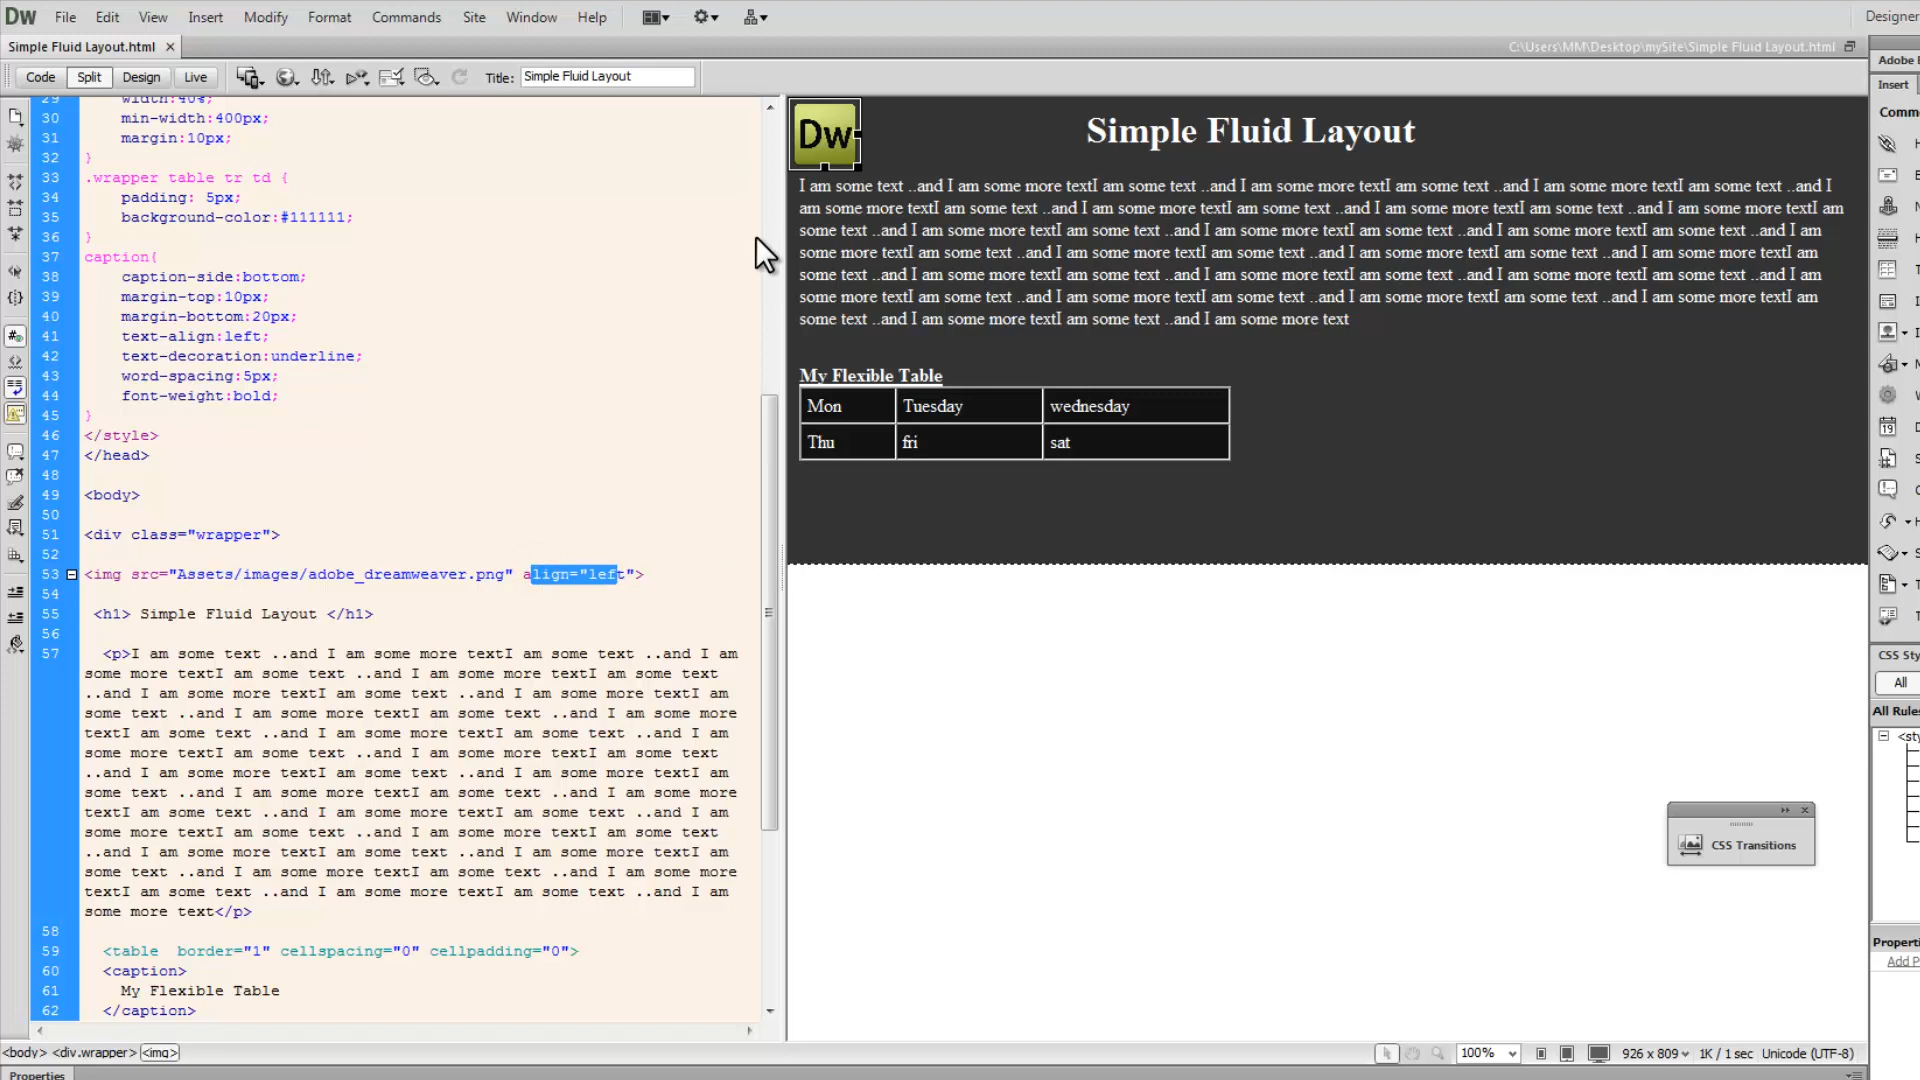 Dw File Edit View Insert Modify Format Commands Site Window Help Designer
Simple Fluid Layout.html C:\Users\MM\Desktop\mySite\Simple Fluid Layout.html
Code Split Design Live Title: Simple Fluid Layout
29 width:40%;
30 min-width:400px;
31 margin:10px;
32 }
33 .wrapper table tr td {
34 padding: 5px;
35 background-color:#111111;
36 }
37 caption{
38 caption-side:bottom;
39 margin-top:10px;
40 margin-bottom:20px;
41 text-align:left;
42 text-decoration:underline;
43 word-spacing:5px;
44 font-weight:bold;
45 }
46 </style>
47 </head>
48
49 <body>
50
51 <div class="wrapper">
52
53 <img src="Assets/images/adobe_dreamweaver.png" align="left">
54
55 <h1> Simple Fluid Layout </h1>
56
57 <p>I am some text ..and I am some more textI am some text ..and I am
some more textI am some text ..and I am some more textI am some text
..and I am some more textI am some text ..and I am some more textI am
some text ..and I am some more textI am some text ..and I am some more
textI am some text ..and I am some more textI am some text ..and I am
some more textI am some text ..and I am some more textI am some text
..and I am some more textI am some text ..and I am some more textI am
some text ..and I am some more textI am some text ..and I am some more
textI am some text ..and I am some more textI am some text ..and I am
some more textI am some text ..and I am some more textI am some text
..and I am some more textI am some text ..and I am some more textI am
some text ..and I am some more textI am some text ..and I am some more
textI am some text ..and I am some more textI am some text ..and I am
some more text</p>
58
59 <table border="1" cellspacing="0" cellpadding="0">
60 <caption>
61 My Flexible Table
62 </caption>
Dw
Simple Fluid Layout
I am some text ..and I am some more textI am some text ..and I am some more textI am some text ..and I am some more textI am some text ..and I
am some more textI am some text ..and I am some more textI am some text ..and I am some more textI am some text ..and I am some more textI am
some text ..and I am some more textI am some text ..and I am some more textI am some text ..and I am some more textI am some text ..and I am
some more textI am some text ..and I am some more textI am some text ..and I am some more textI am some text ..and I am some more textI am
some text ..and I am some more textI am some text ..and I am some more textI am some text ..and I am some more textI am some text ..and I am
some more textI am some text ..and I am some more textI am some text ..and I am some more textI am some text ..and I am some more textI am
some text ..and I am some more textI am some text ..and I am some more text
My Flexible Table
Mon Tuesday wednesday
Thu fri sat
CSS Transitions
Adobe
Insert
19
CSS Sty
All
All Rules
<sty
Properti
Add P
<body> <div.wrapper> <img>
100% 926 x 809 1K / 1 sec Unicode (UTF-8)
Properties